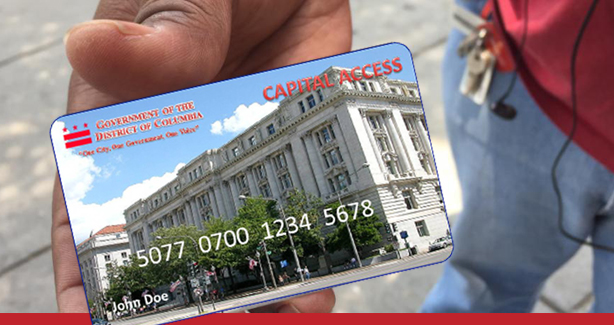 CAPITAL ACCESS
GOVERNMENT OF THE
DISTRICT OF COLUMBIA
"One City, One Government, One Voice"
5077 0700 1234 5678
John Doe